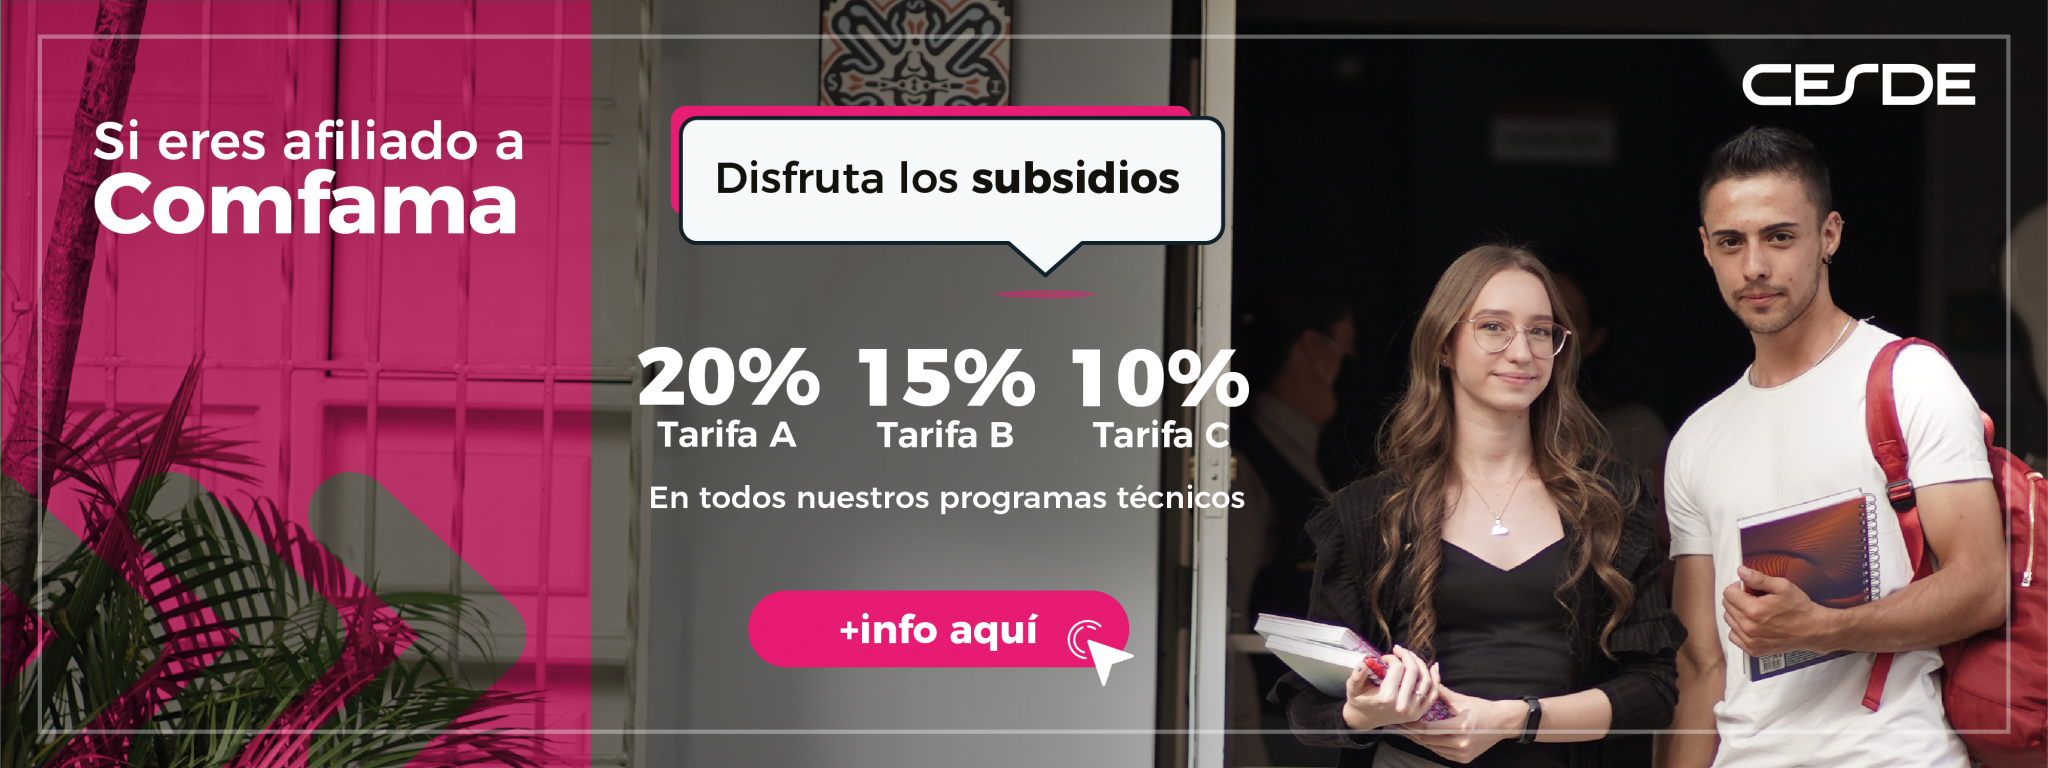 Si eres afiliado a
Comfama
Disfruta los subsidios
20% 15% 10%
Tarifa A Tarifa B Tarifa C
En todos nuestros programas técnicos
+info aquí
CESDE